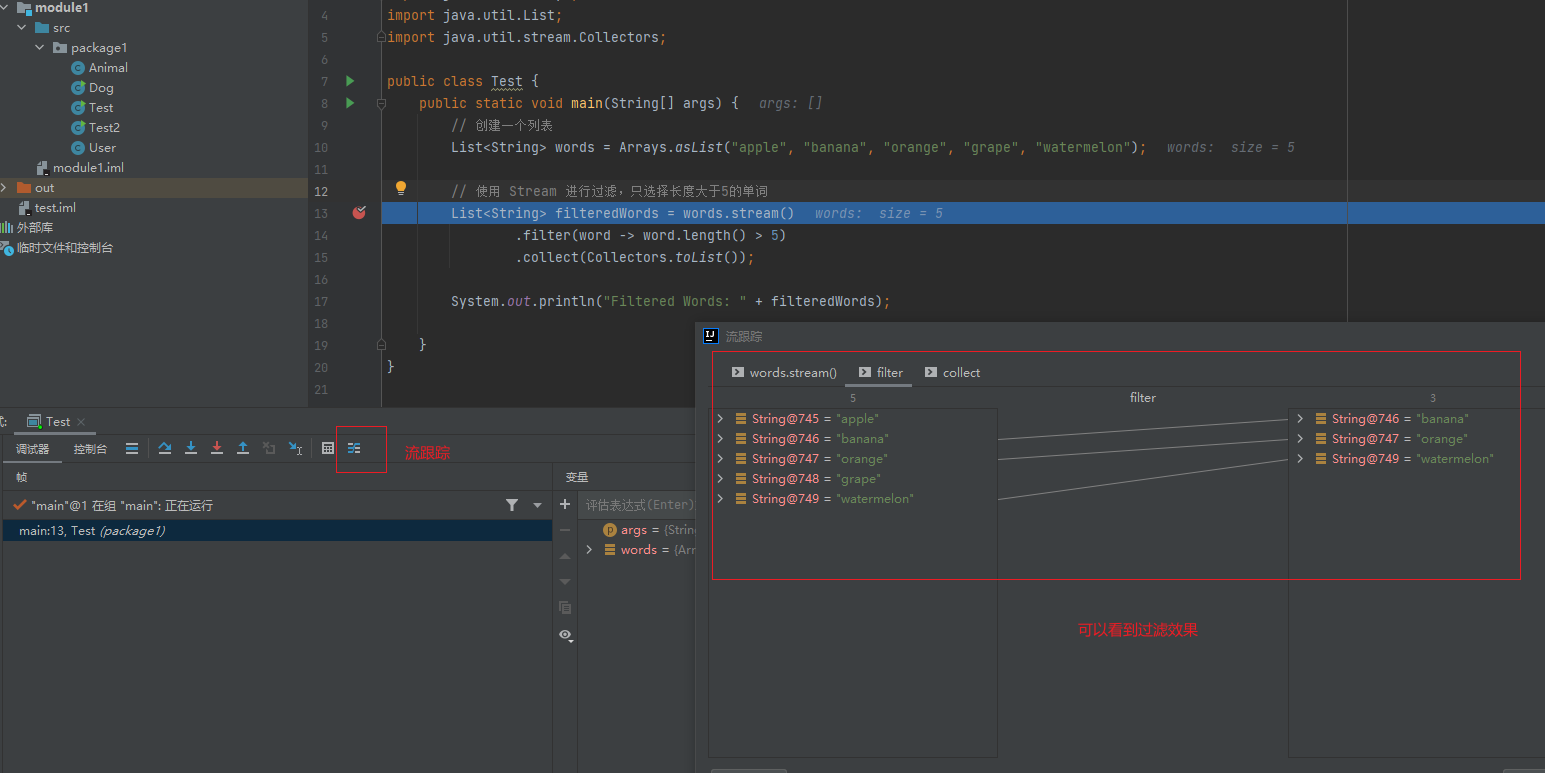 module1
src
package1
Animal
Dog
Test
Test2
User
module1.iml
out
test.iml
外部库
临时文件和控制台
4 import java.util.List;
5 import java.util.stream.Collectors;
6
7 public class Test {
8 public static void main(String[] args) { args: []
9 // 创建一个列表
10 List<String> words = Arrays.asList("apple", "banana", "orange", "grape", "watermelon"); words: size = 5
11
12 // 使用 Stream 进行过滤，只选择长度大于5的单词
13 List<String> filteredWords = words.stream() words: size = 5
14 .filter(word -> word.length() > 5)
15 .collect(Collectors.toList());
16
17 System.out.println("Filtered Words: " + filteredWords);
18
19 }
20 }
21
Test
调试器 控制台
流跟踪
帧
"main"@1 在组 "main": 正在运行
main:13, Test (package1)
变量
评估表达式(Enter)
args = {Strin
words = {Arr
流跟踪
words.stream() filter collect
5 filter 3
String@745 = "apple"
String@746 = "banana"
String@747 = "orange"
String@748 = "grape"
String@749 = "watermelon"
String@746 = "banana"
String@747 = "orange"
String@749 = "watermelon"
可以看到过滤效果